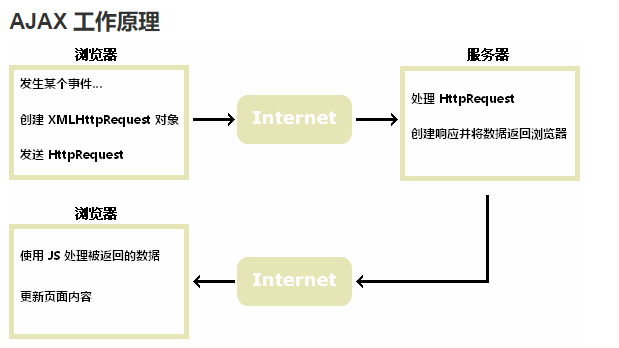 AJAX 工作原理
浏览器
发生某个事件...
创建 XMLHttpRequest 对象
发送 HttpRequest
Internet
服务器
处理 HttpRequest
创建响应并将数据返回浏览器
浏览器
使用 JS 处理被返回的数据
更新页面内容
Internet